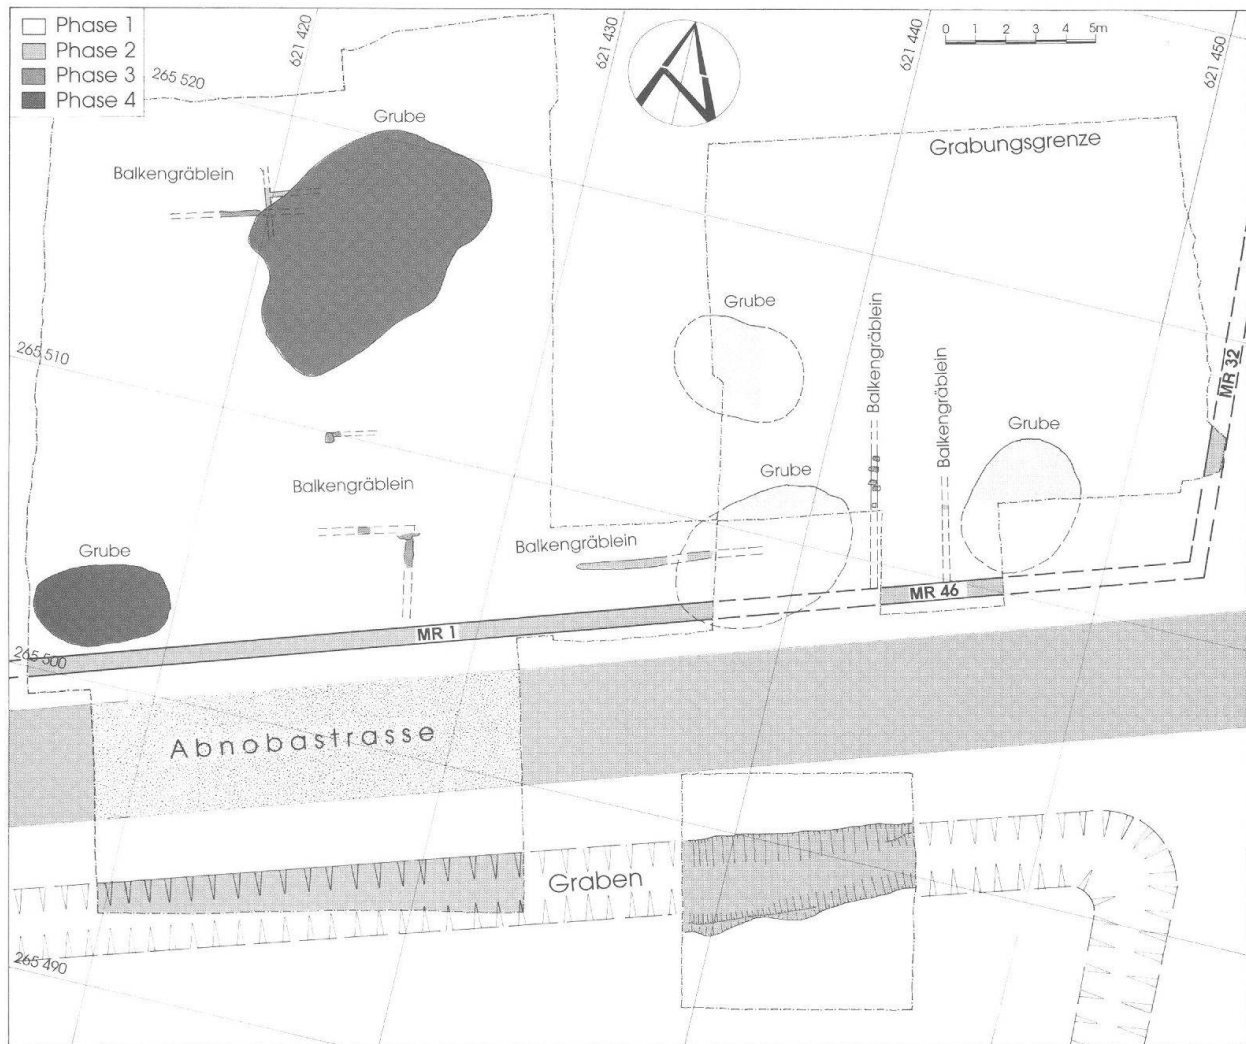 Phase 1
Phase 2
Phase 3
Phase 4
621 420
621 430
621 440
621 450
0 1 2 3 4 5m
265 520
Grube
Grabungsgrenze
Balkengräblein
Grube
265 510
Balkengräblein
MR 32
Balkengräblein
Grube
Grube
Balkengräblein
Balkengräblein
Grube
MR 46
MR 1
265 500
Abnobastrasse
Graben
265 490